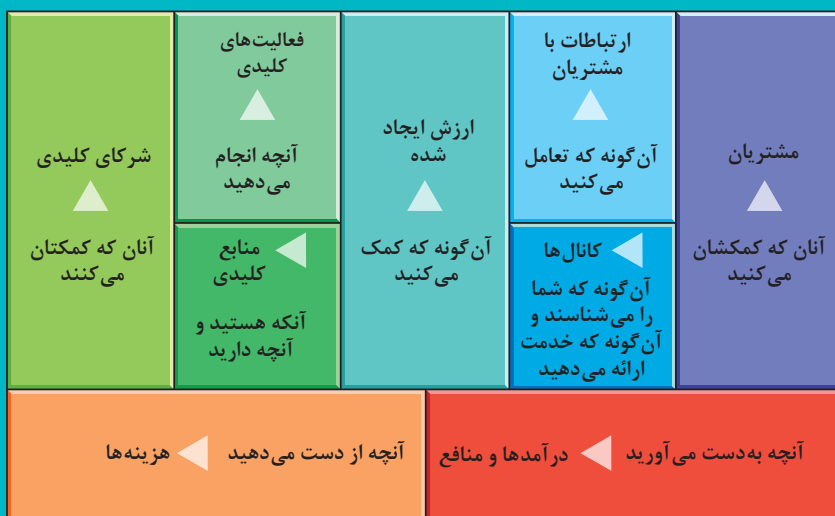 مشتریان
آنان که کمکشان
می‌کنید
ارتباطات با
مشتریان
آن‌گونه که تعامل
می‌کنید
کانال‌ها
آن‌گونه که شما
را می‌شناسند و
آن‌گونه که خدمت
ارائه می‌دهید
ارزش ایجاد
شده
آن‌گونه که کمک
می‌کنید
فعالیت‌های
کلیدی
آنچه انجام
می‌دهید
منابع
کلیدی
آنکه هستید و
آنچه دارید
شرکای کلیدی
آنان که کمکتان
می‌کنند
آنچه به‌دست می‌آورید
درآمدها و منافع
آنچه از دست می‌دهید
هزینه‌ها